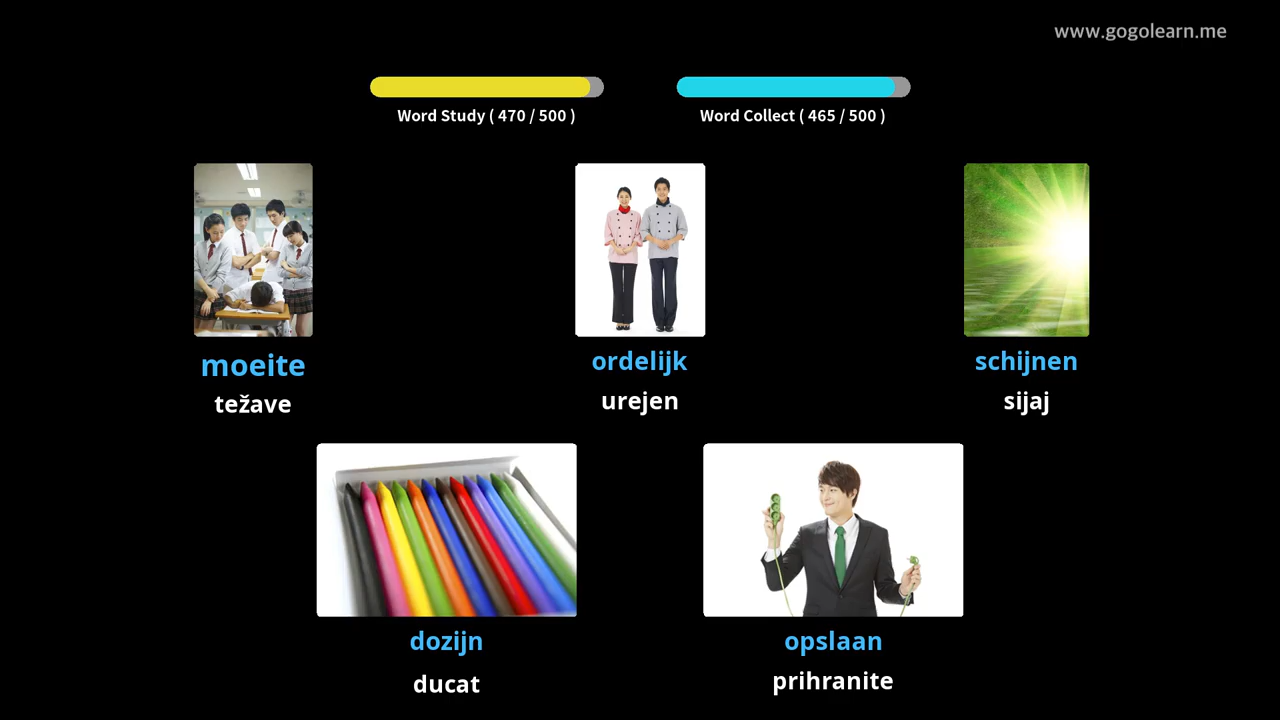 www.gogolearn.me
Word Study ( 470 / 500 )
Word Collect ( 465 / 500 )
moeite
težave
ordelijk
urejen
schijnen
sijaj
dozijn
ducat
opslaan
prihranite